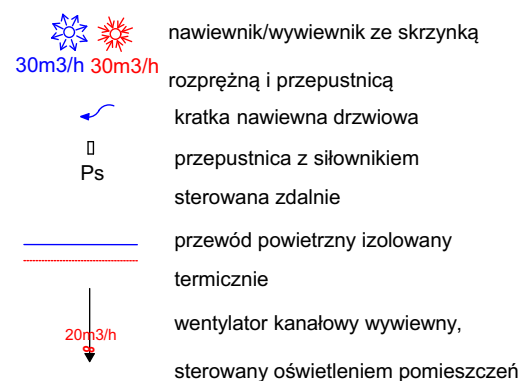 nawiewnik/wywiewnik ze skrzynką
30m3/h 30m3/h
rozprężną i przepustnicą
kratka nawiewna drzwiowa
przepustnica z siłownikiem
Ps
sterowana zdalnie
przewód powietrzny izolowany
termicznie
wentylator kanałowy wywiewny,
20m3/h
sterowany oświetleniem pomieszczeń